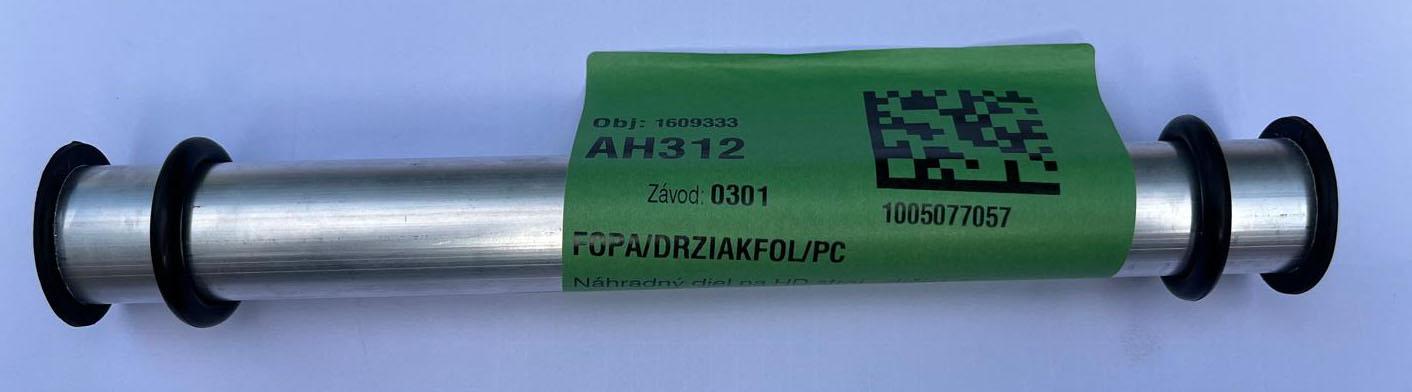 Obj: 1609333
AH312
Závod: 0301
1005077057
FOPA/DRZIAKFOL/PC
Náhradný diel na HD